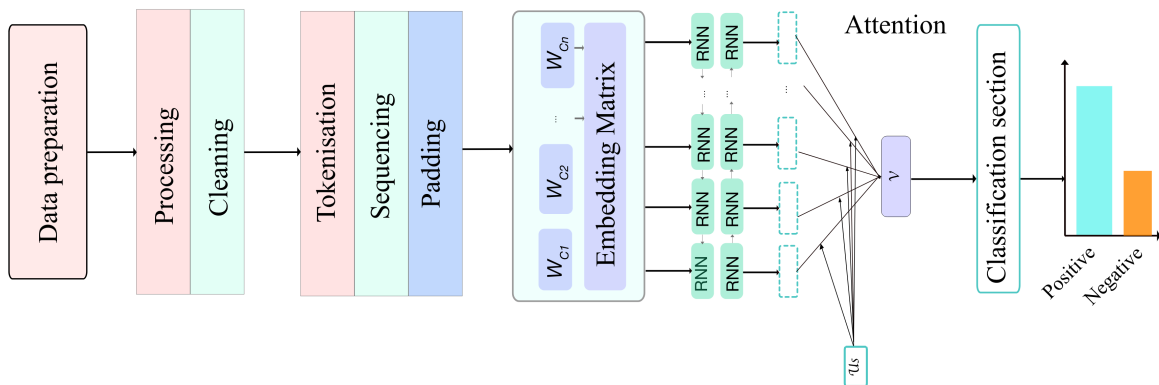 Data preparation
Processing
Cleaning
Tokenisation
Sequencing
Padding
W_C1
W_C2
...
W_Cn
Embedding Matrix
RNN
RNN
...
...
RNN
RNN
RNN
RNN
RNN
RNN
...
Attention
𝒰s
𝒱
Classification section
Positive
Negative